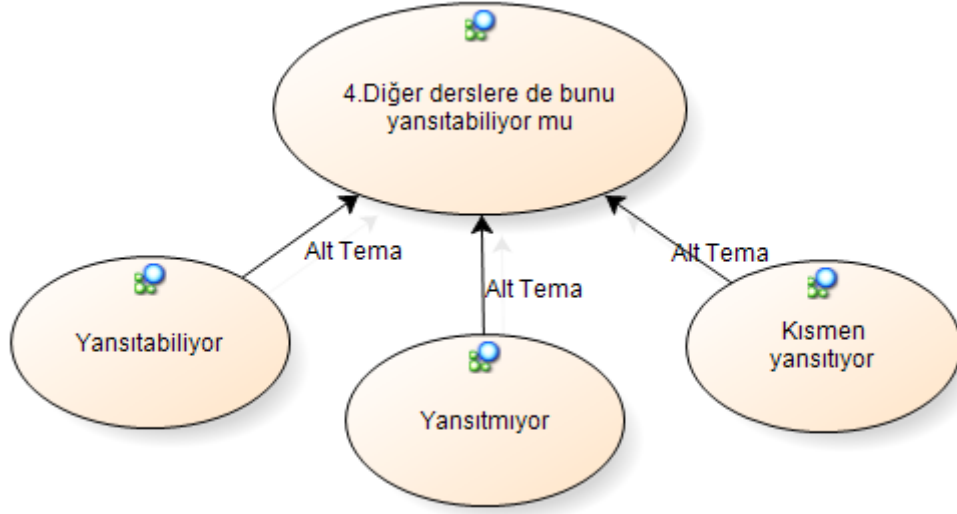 4.Diğer derslere de bunu
yansıtabiliyor mu
Alt Tema
Alt Tema
Alt Tema
Yansıtabiliyor
Yansıtmıyor
Kısmen
yansıtıyor